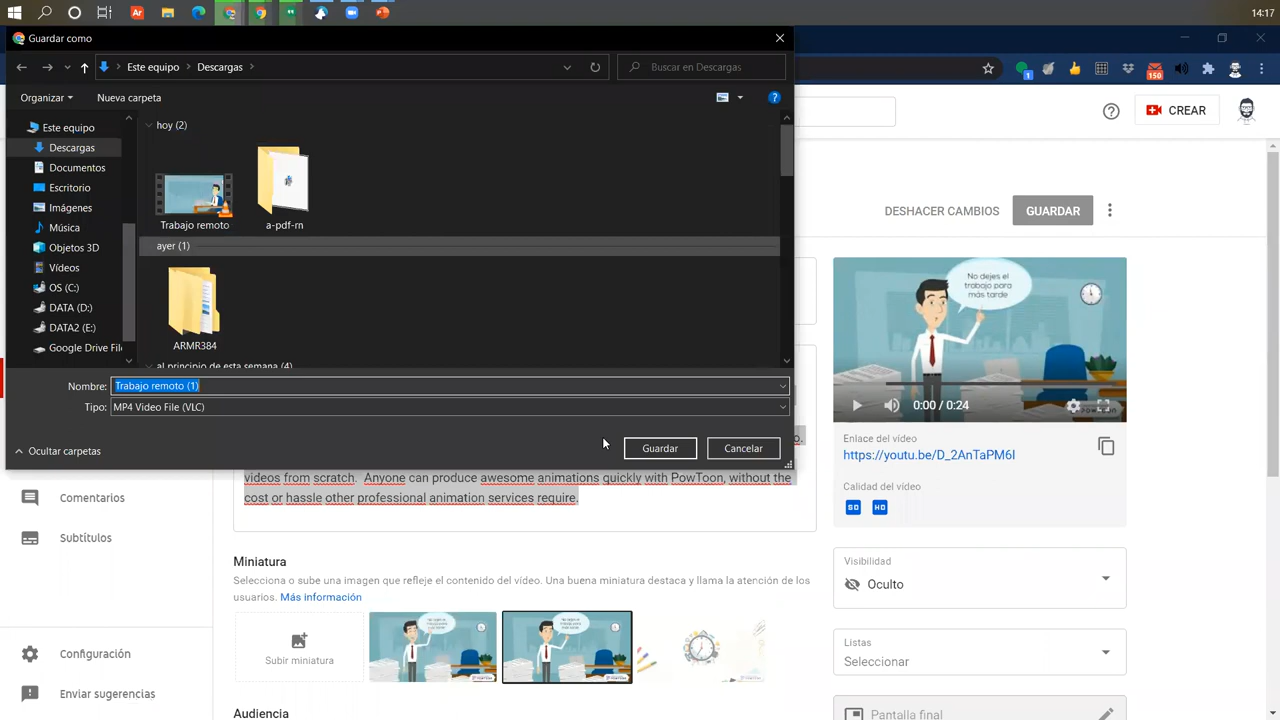 14:17
Guardar como
Este equipo
Descargas
Buscar en Descargas
Organizar
Nueva carpeta
?
1
150
Este equipo
Descargas
Documentos
Escritorio
Imágenes
Música
Objetos 3D
Vídeos
OS (C:)
DATA (D:)
DATA2 (E:)
Google Drive File
hoy (2)
Trabajo remoto
a-pdf-rn
ayer (1)
ARMR384
al principio de esta semana (4)
Nombre:
Trabajo remoto (1)
Tipo:
MP4 Video File (VLC)
Ocultar carpetas
Guardar
Cancelar
CREAR
DESHACER CAMBIOS
GUARDAR
No dejes el
trabajo para
más tarde
0:00 / 0:24
Enlace del vídeo
https://youtu.be/D_2AnTaPM6I
Calidad del vídeo
SD
HD
videos from scratch. Anyone can produce awesome animations quickly with PowToon, without the
cost or hassle other professional animation services require.
Comentarios
Subtítulos
Configuración
Enviar sugerencias
Miniatura
Selecciona o sube una imagen que refleje el contenido del vídeo. Una buena miniatura destaca y llama la atención de los
usuarios. Más información
Subir miniatura
Audiencia
Visibilidad
Oculto
Listas
Seleccionar
Pantalla final